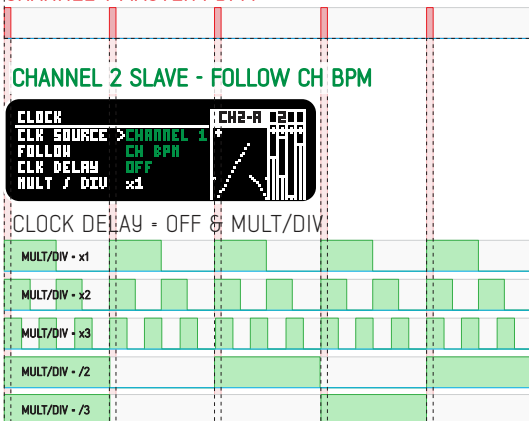 CHANNEL 2 SLAVE - FOLLOW CH BPM
CLOCK CH2-A 2
CLK SOURCE >CHANNEL 1
FOLLOW CH BPM
CLK DELAY OFF
MULT / DIV x1
CLOCK DELAY = OFF & MULT/DIV
MULT/DIV - x1
MULT/DIV - x2
MULT/DIV - x3
MULT/DIV - /2
MULT/DIV - /3